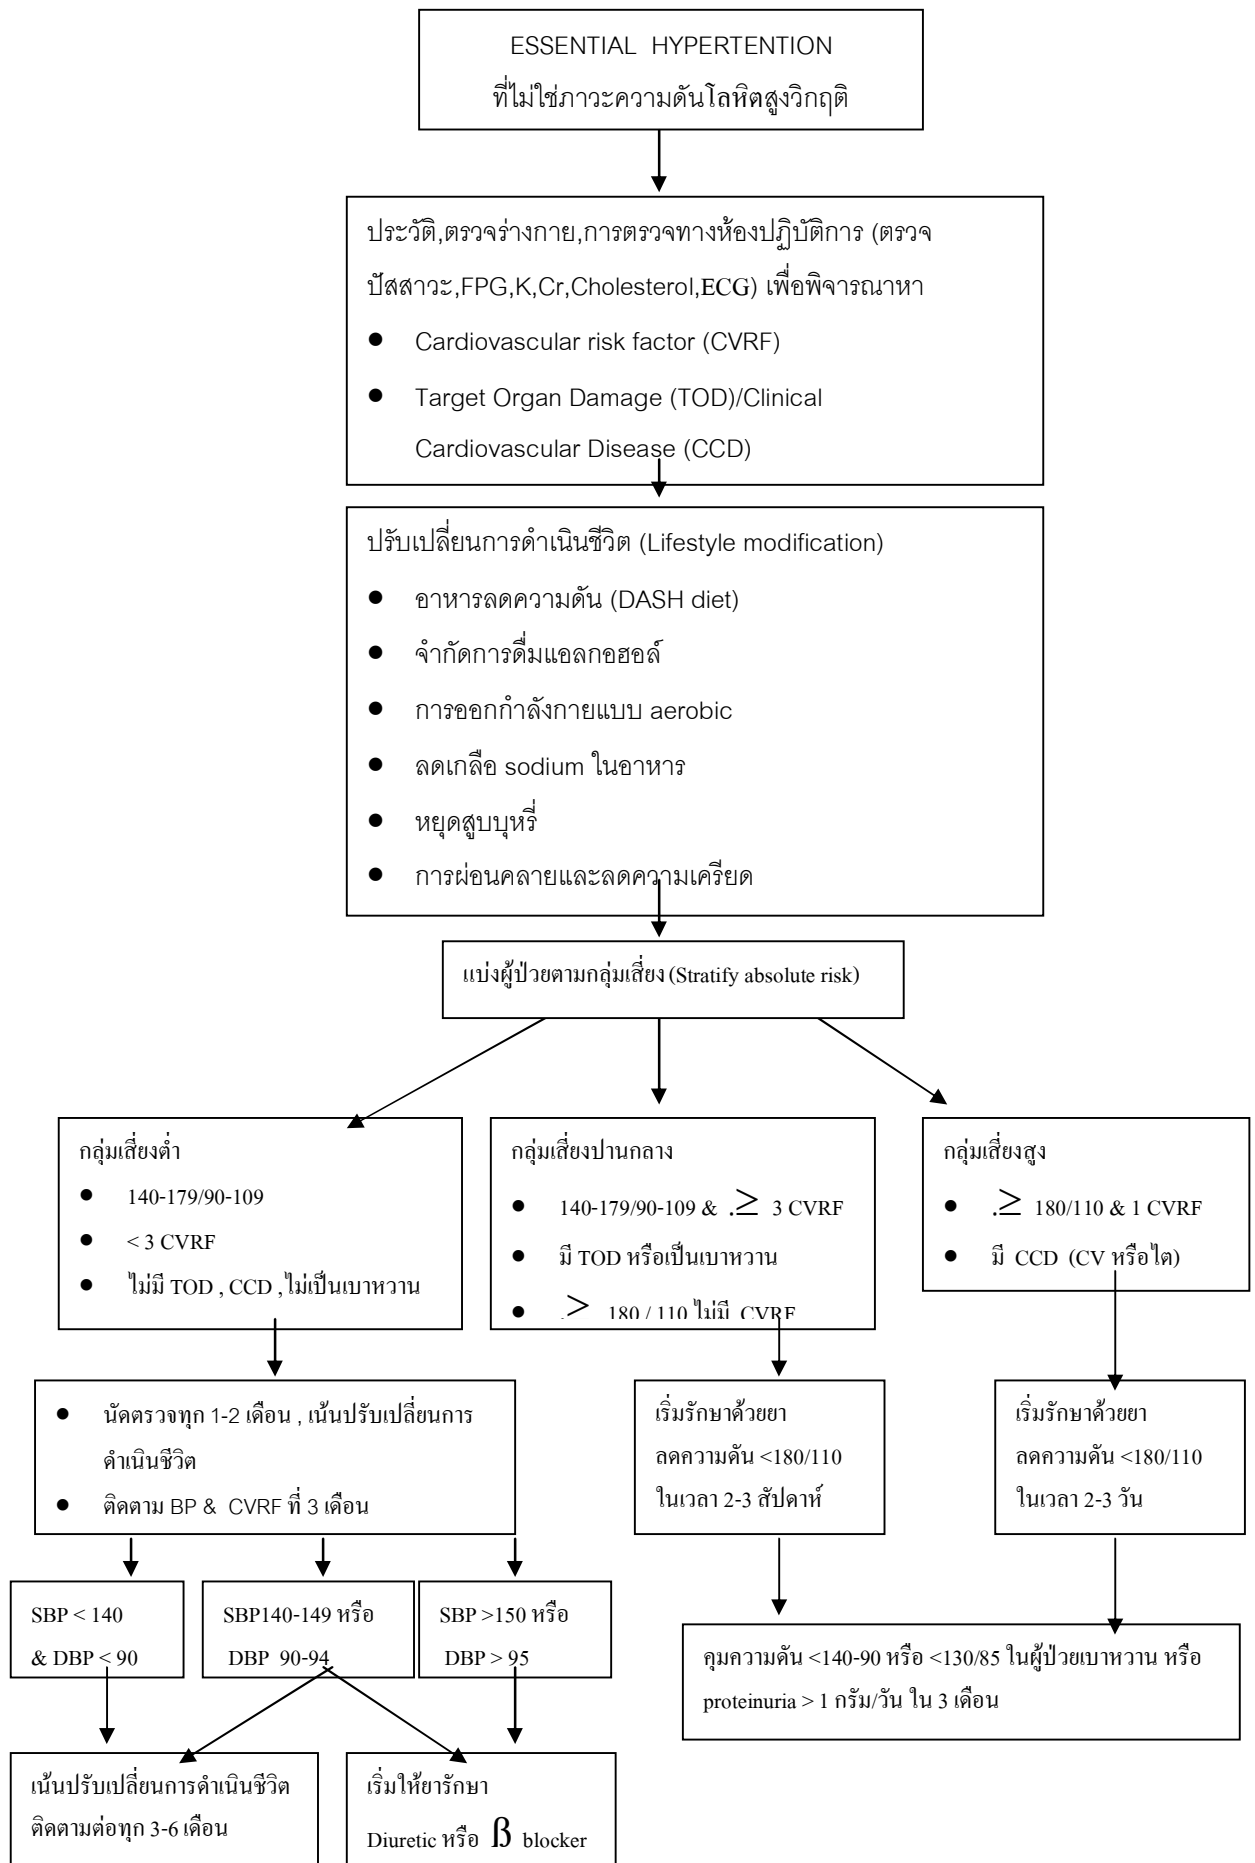 ESSENTIAL HYPERTENTION
ที่ไม่ใช่ภาวะความดันโลหิตสูงวิกฤติ
ประวัติ,ตรวจร่างกาย,การตรวจทางห้องปฏิบัติการ (ตรวจ
ปัสสาวะ,FPG,K,Cr,Cholesterol,ECG) เพื่อพิจารณาหา
● Cardiovascular risk factor (CVRF)
● Target Organ Damage (TOD)/Clinical
Cardiovascular Disease (CCD)
ปรับเปลี่ยนการดำเนินชีวิต (Lifestyle modification)
● อาหารลดความดัน (DASH diet)
● จำกัดการดื่มแอลกอฮอล์
● การออกกำลังกายแบบ aerobic
● ลดเกลือ sodium ในอาหาร
● หยุดสูบบุหรี่
● การผ่อนคลายและลดความเครียด
แบ่งผู้ป่วยตามกลุ่มเสี่ยง (Stratify absolute risk)
กลุ่มเสี่ยงต่ำ
● 140-179/90-109
● < 3 CVRF
● ไม่มี TOD , CCD ,ไม่เป็นเบาหวาน
กลุ่มเสี่ยงปานกลาง
● 140-179/90-109 & .≥ 3 CVRF
● มี TOD หรือเป็นเบาหวาน
● .≥ 180 / 110 ไม่มี CVRF
กลุ่มเสี่ยงสูง
● .≥ 180/110 & 1 CVRF
● มี CCD (CV หรือไต)
● นัดตรวจทุก 1-2 เดือน , เน้นปรับเปลี่ยนการ
ดำเนินชีวิต
● ติดตาม BP & CVRF ที่ 3 เดือน
เริ่มรักษาด้วยยา
ลดความดัน <180/110
ในเวลา 2-3 สัปดาห์
เริ่มรักษาด้วยยา
ลดความดัน <180/110
ในเวลา 2-3 วัน
SBP < 140
& DBP < 90
SBP140-149 หรือ
DBP 90-94
SBP >150 หรือ
DBP > 95
คุมความดัน <140-90 หรือ <130/85 ในผู้ป่วยเบาหวาน หรือ
proteinuria > 1 กรัม/วัน ใน 3 เดือน
เน้นปรับเปลี่ยนการดำเนินชีวิต
ติดตามต่อทุก 3-6 เดือน
เริ่มให้ยารักษา
Diuretic หรือ ß blocker